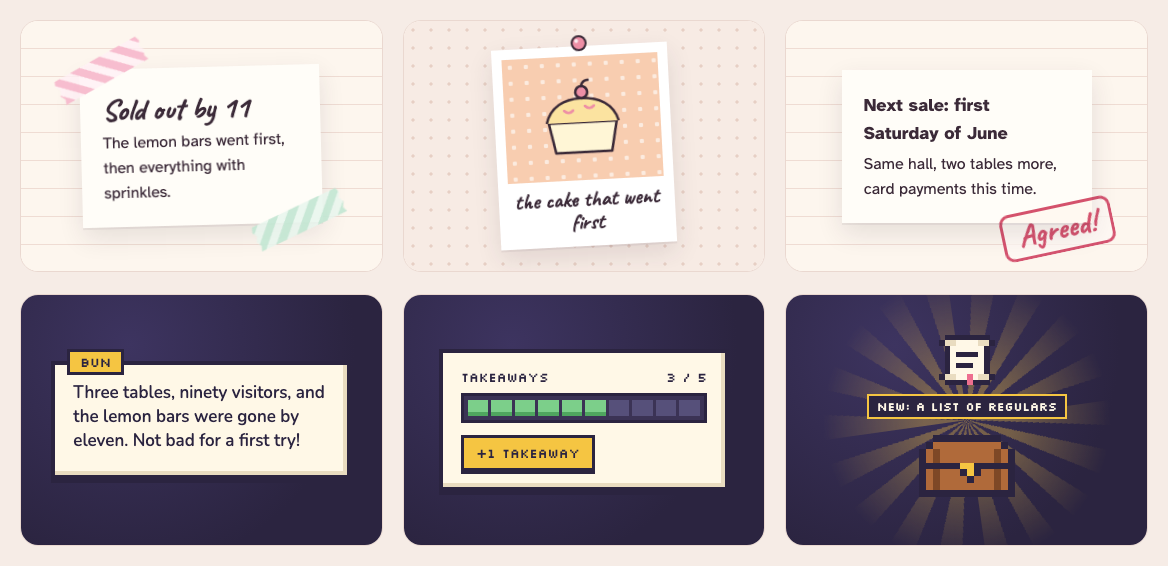 Sold out by 11
The lemon bars went first,
then everything with
sprinkles.
the cake that went
first
Next sale: first
Saturday of June
Same hall, two tables more,
card payments this time.
Agreed!
BUN
Three tables, ninety visitors, and
the lemon bars were gone by
eleven. Not bad for a first try!
TAKEAWAYS 3 / 5
+1 TAKEAWAY
NEW: A LIST OF REGULARS